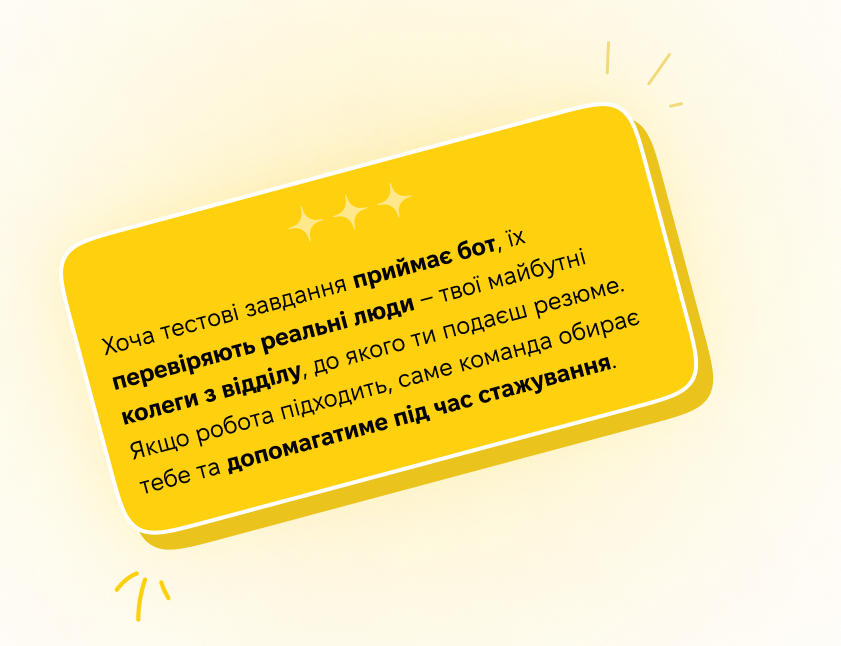 Хоча тестові завдання приймає бот, їх
перевіряють реальні люди – твої майбутні
колеги з відділу, до якого ти подаєш резюме.
Якщо робота підходить, саме команда обирає
тебе та допомагатиме під час стажування.